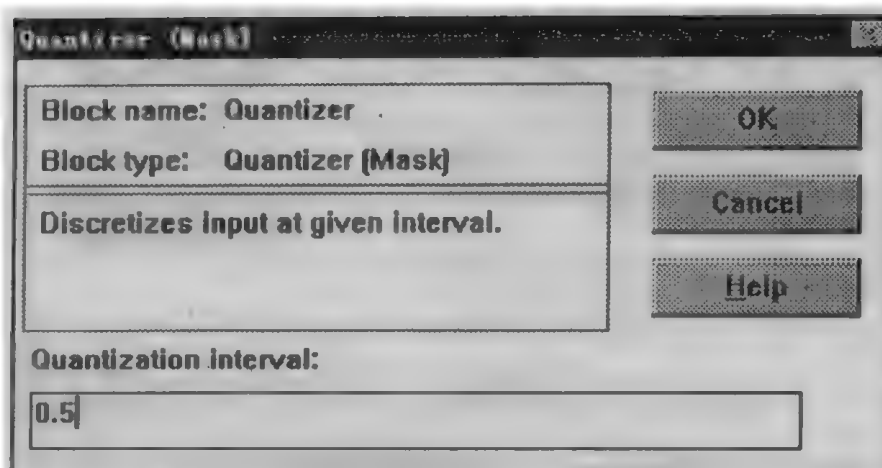 Quantizer (Mask)
Block name: Quantizer
Block type: Quantizer (Mask)
Discretizes input at given interval.
OK
Cancel
Help
Quantization interval:
0.5